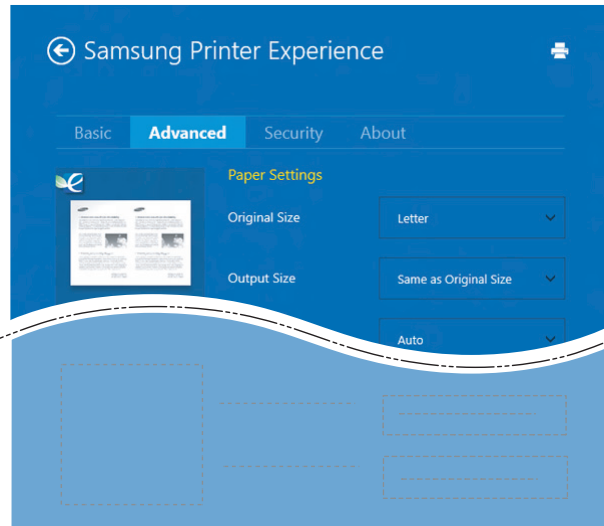 Samsung Printer Experience
Basic Advanced Security About
Paper Settings
Original Size Letter
Output Size Same as Original Size
Auto